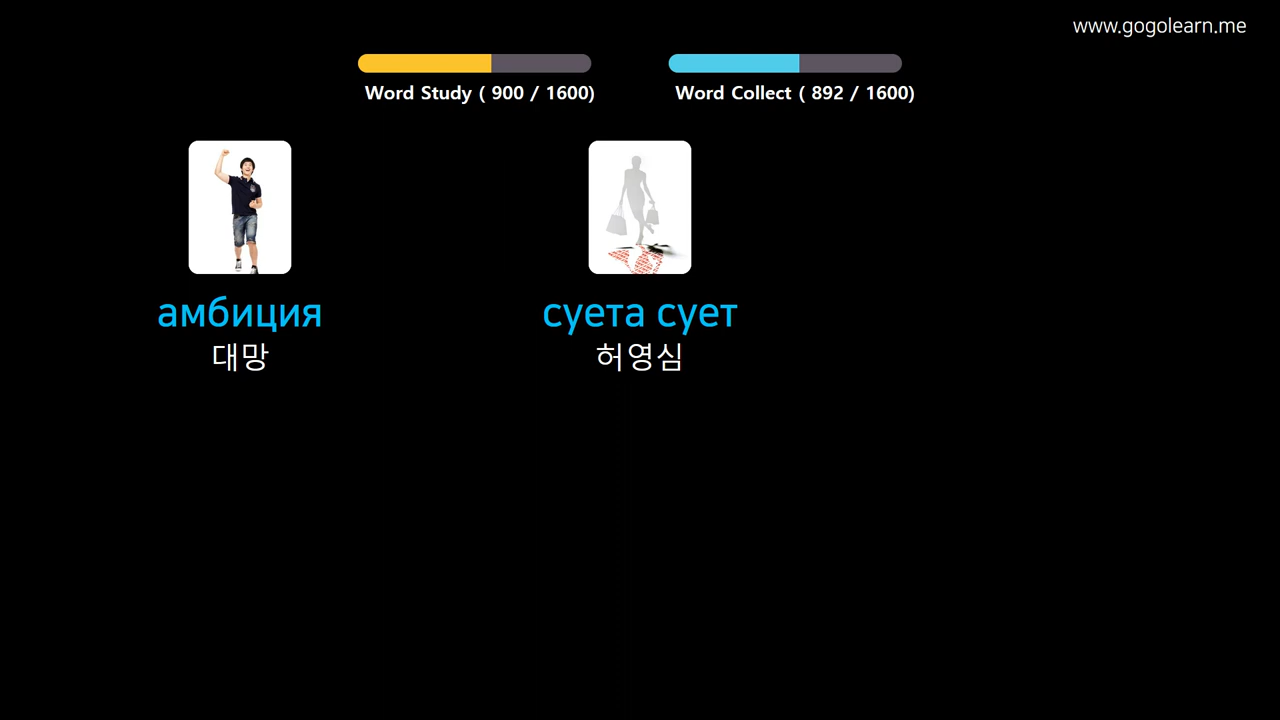 www.gogolearn.me
Word Study ( 900 / 1600)
Word Collect ( 892 / 1600)
амбиция
대망
суета сует
허영심